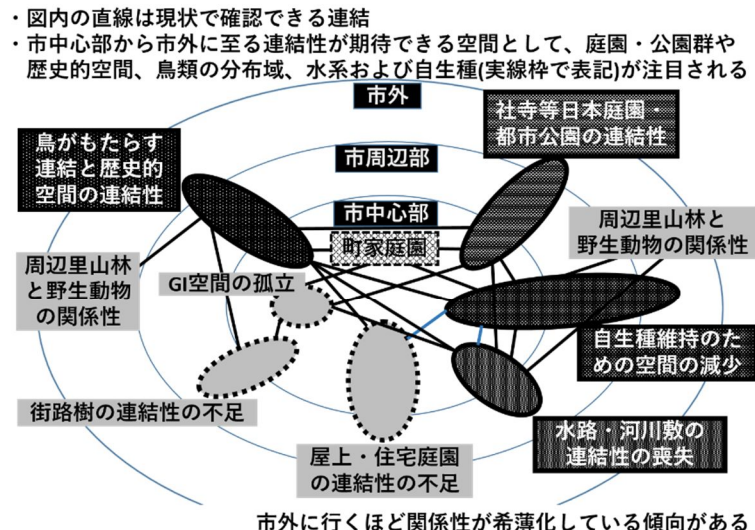 ・図内の直線は現状で確認できる連結
・市中心部から市外に至る連結性が期待できる空間として、庭園・公園群や
歴史的空間、鳥類の分布域、水系および自生種(実線枠で表記)が注目される
市外
社寺等日本庭園・
都市公園の連結性
鳥がもたらす
連結と歴史的
空間の連結性
市周辺部
市中心部
町家庭園
周辺里山林と
野生動物の関係性
周辺里山林
と野生動物
の関係性
GI空間の孤立
自生種維持のた
めの空間の減少
街路樹の連結性の不足
屋上・住宅庭園
の連結性の不足
水路・河川敷の
連結性の喪失
市外に行くほど関係性が希薄化している傾向がある